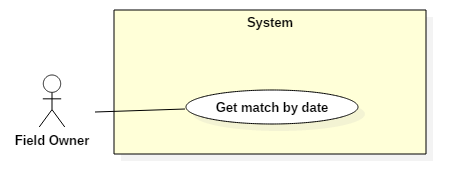 System
Get match by date
Field Owner